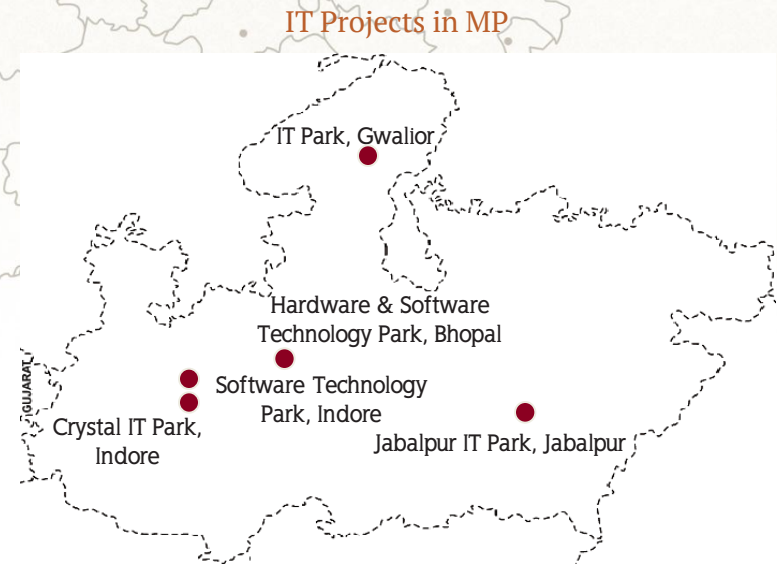 IT Projects in MP
IT Park, Gwalior
Hardware & Software
Technology Park, Bhopal
Software Technology
Park, Indore
Crystal IT Park,
Indore
Jabalpur IT Park, Jabalpur
GUJARAT